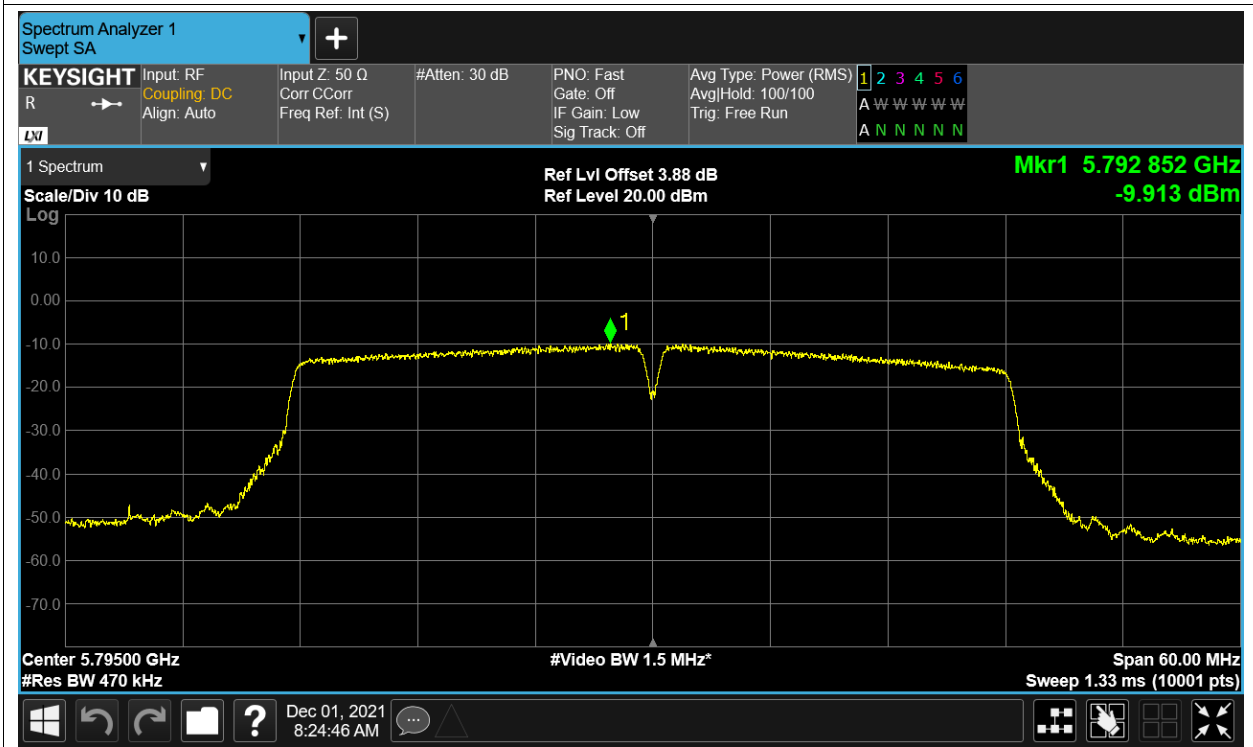 Spectrum Analyzer 1
Swept SA
KEYSIGHT
R
LXI
Input: RF
Coupling: DC
Align: Auto
Input Z: 50 Ω
Corr CCorr
Freq Ref: Int (S)
#Atten: 30 dB
PNO: Fast
Gate: Off
IF Gain: Low
Sig Track: Off
Avg Type: Power (RMS)
Avg|Hold: 100/100
Trig: Free Run
1 2 3 4 5 6
A W W W W W
A N N N N N
1 Spectrum
Scale/Div 10 dB
Log
Ref Lvl Offset 3.88 dB
Ref Level 20.00 dBm
Mkr1 5.792 852 GHz
-9.913 dBm
10.0
0.00
1
-10.0
-20.0
-30.0
-40.0
-50.0
-60.0
-70.0
Center 5.79500 GHz
#Res BW 470 kHz
#Video BW 1.5 MHz*
Span 60.00 MHz
Sweep 1.33 ms (10001 pts)
?
Dec 01, 2021
8:24:46 AM